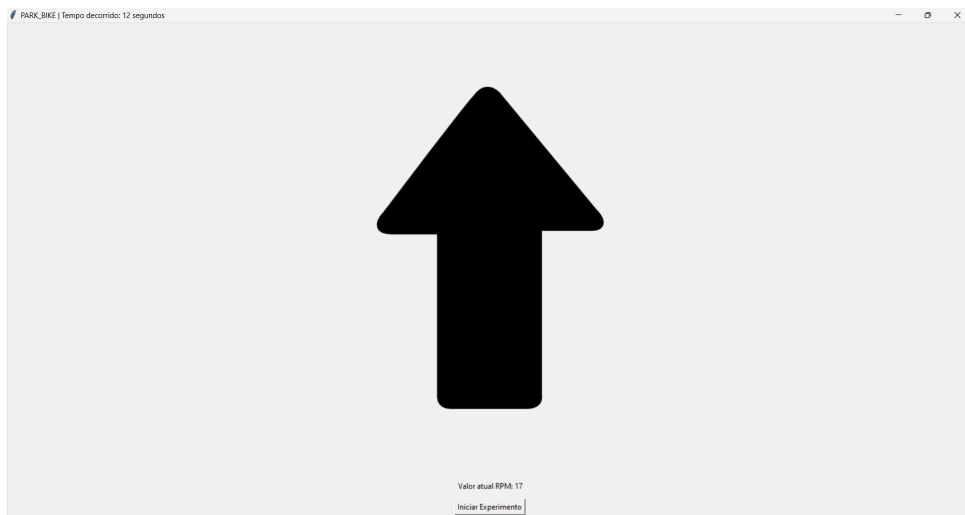 PARK_BIKE | Tempo decorrido: 12 segundos
Valor atual RPM: 17
Iniciar Experimento